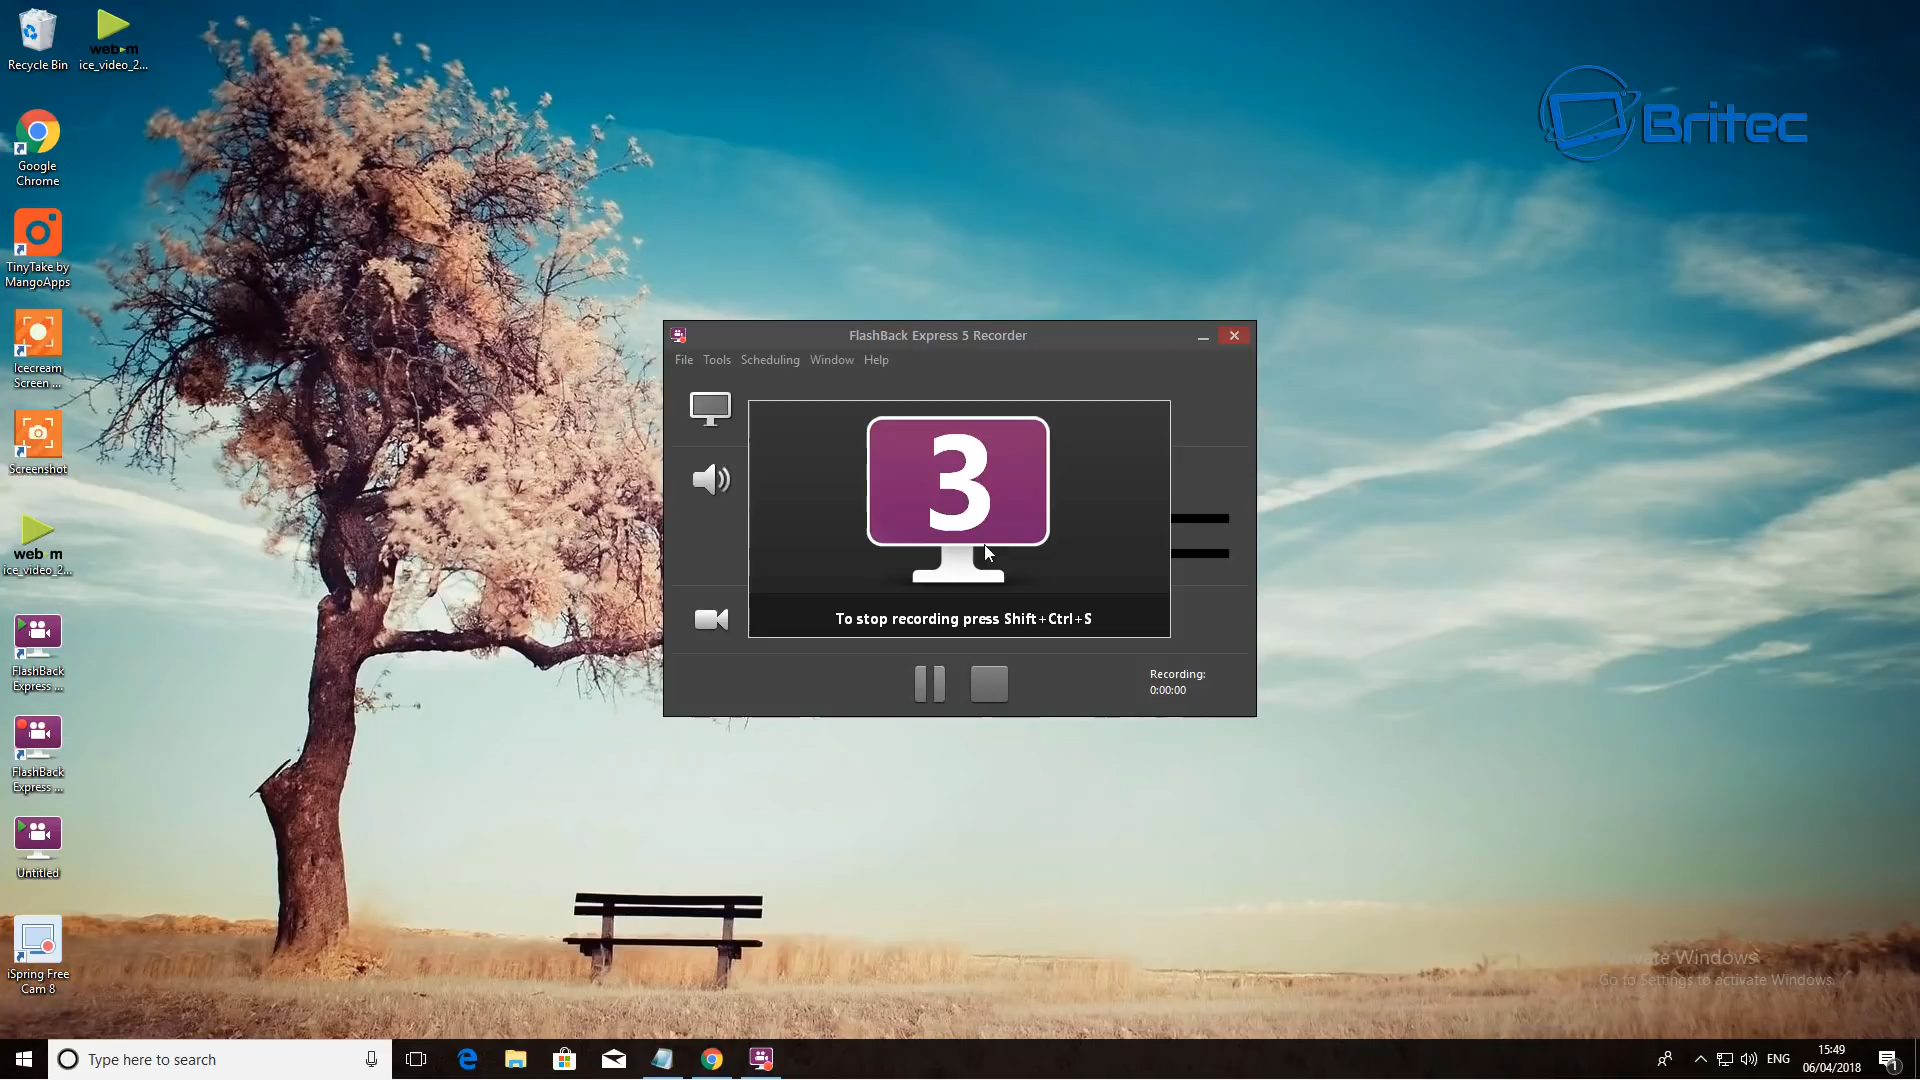 Recycle Bin
webm
ice_video_2...
Google
Chrome
TinyTake by
MangoApps
Icecream
Screen ...
Screenshot
webm
ice_video_2...
FlashBack
Express ...
FlashBack
Express ...
Untitled
iSpring Free
Cam 8
Britec
FlashBack Express 5 Recorder
File Tools Scheduling Window Help
3
To stop recording press Shift+Ctrl+S
Recording:
0:00:00
Activate Windows
Go to Settings to activate Windows.
Type here to search
ENG
15:49
06/04/2018
1